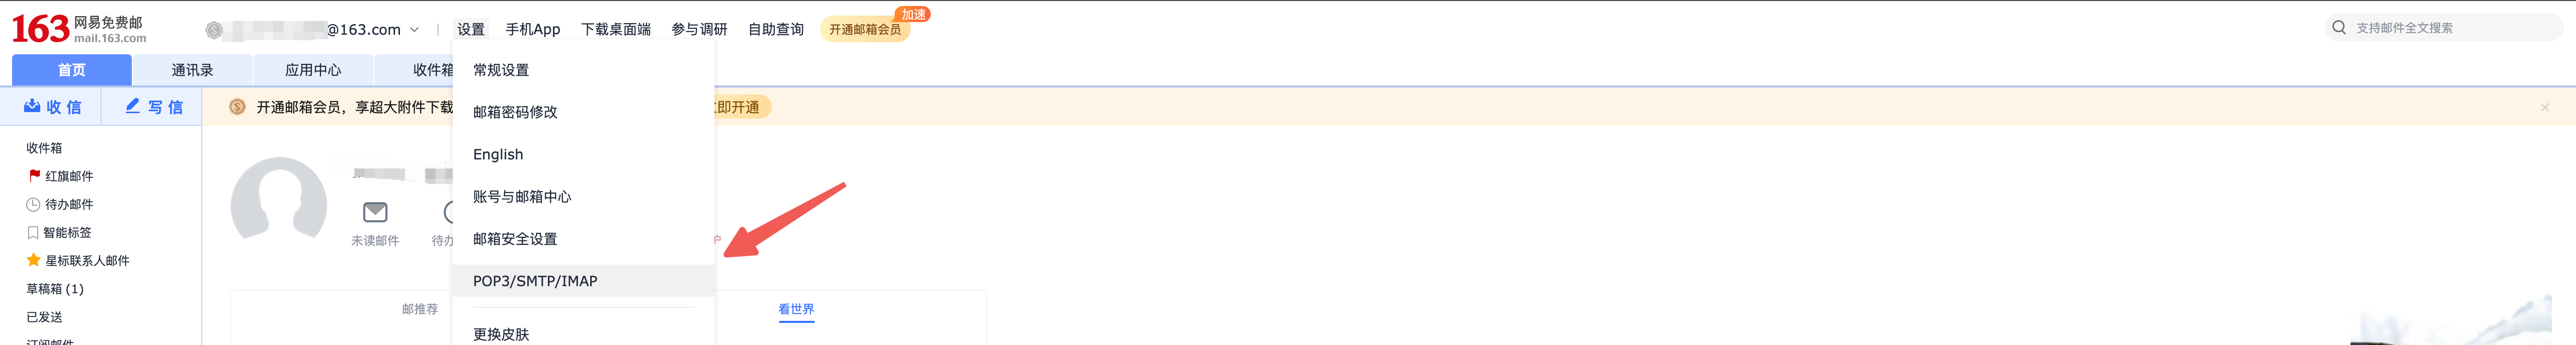 163 网易免费邮
mail.163.com
@163.com
设置 手机App 下载桌面端 参与调研 自助查询 开通邮箱会员 加速
支持邮件全文搜索
首页 通讯录 应用中心 收件箱
收信 写信
开通邮箱会员，享超大附件下载
即开通
常规设置
邮箱密码修改
English
账号与邮箱中心
邮箱安全设置
POP3/SMTP/IMAP
更换皮肤
收件箱
红旗邮件
待办邮件
智能标签
星标联系人邮件
草稿箱 (1)
已发送
订阅邮件
未读邮件 待办
户
邮推荐
看世界